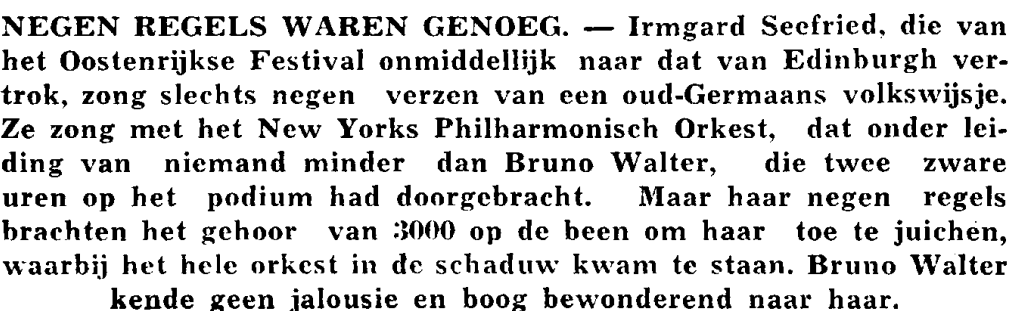 NEGEN REGELS WAREN GENOEG. — Irmgard Seefried, die van
het Oostenrijkse Festival onmiddellijk naar dat van Edinburgh ver-
trok, zong slechts negen verzen van een oud-Germaans volkswijsje.
Ze zong met het New Yorks Philharmonisch Orkest, dat onder lei-
ding van niemand minder dan Bruno Walter, die twee zware
uren op het podium had doorgebracht. Maar haar negen regels
brachten het gehoor van 3000 op de been om haar toe te juichen,
waarbij het hele orkest in de schaduw kwam te staan. Bruno Walter
kende geen jalousie en boog bewonderend naar haar.